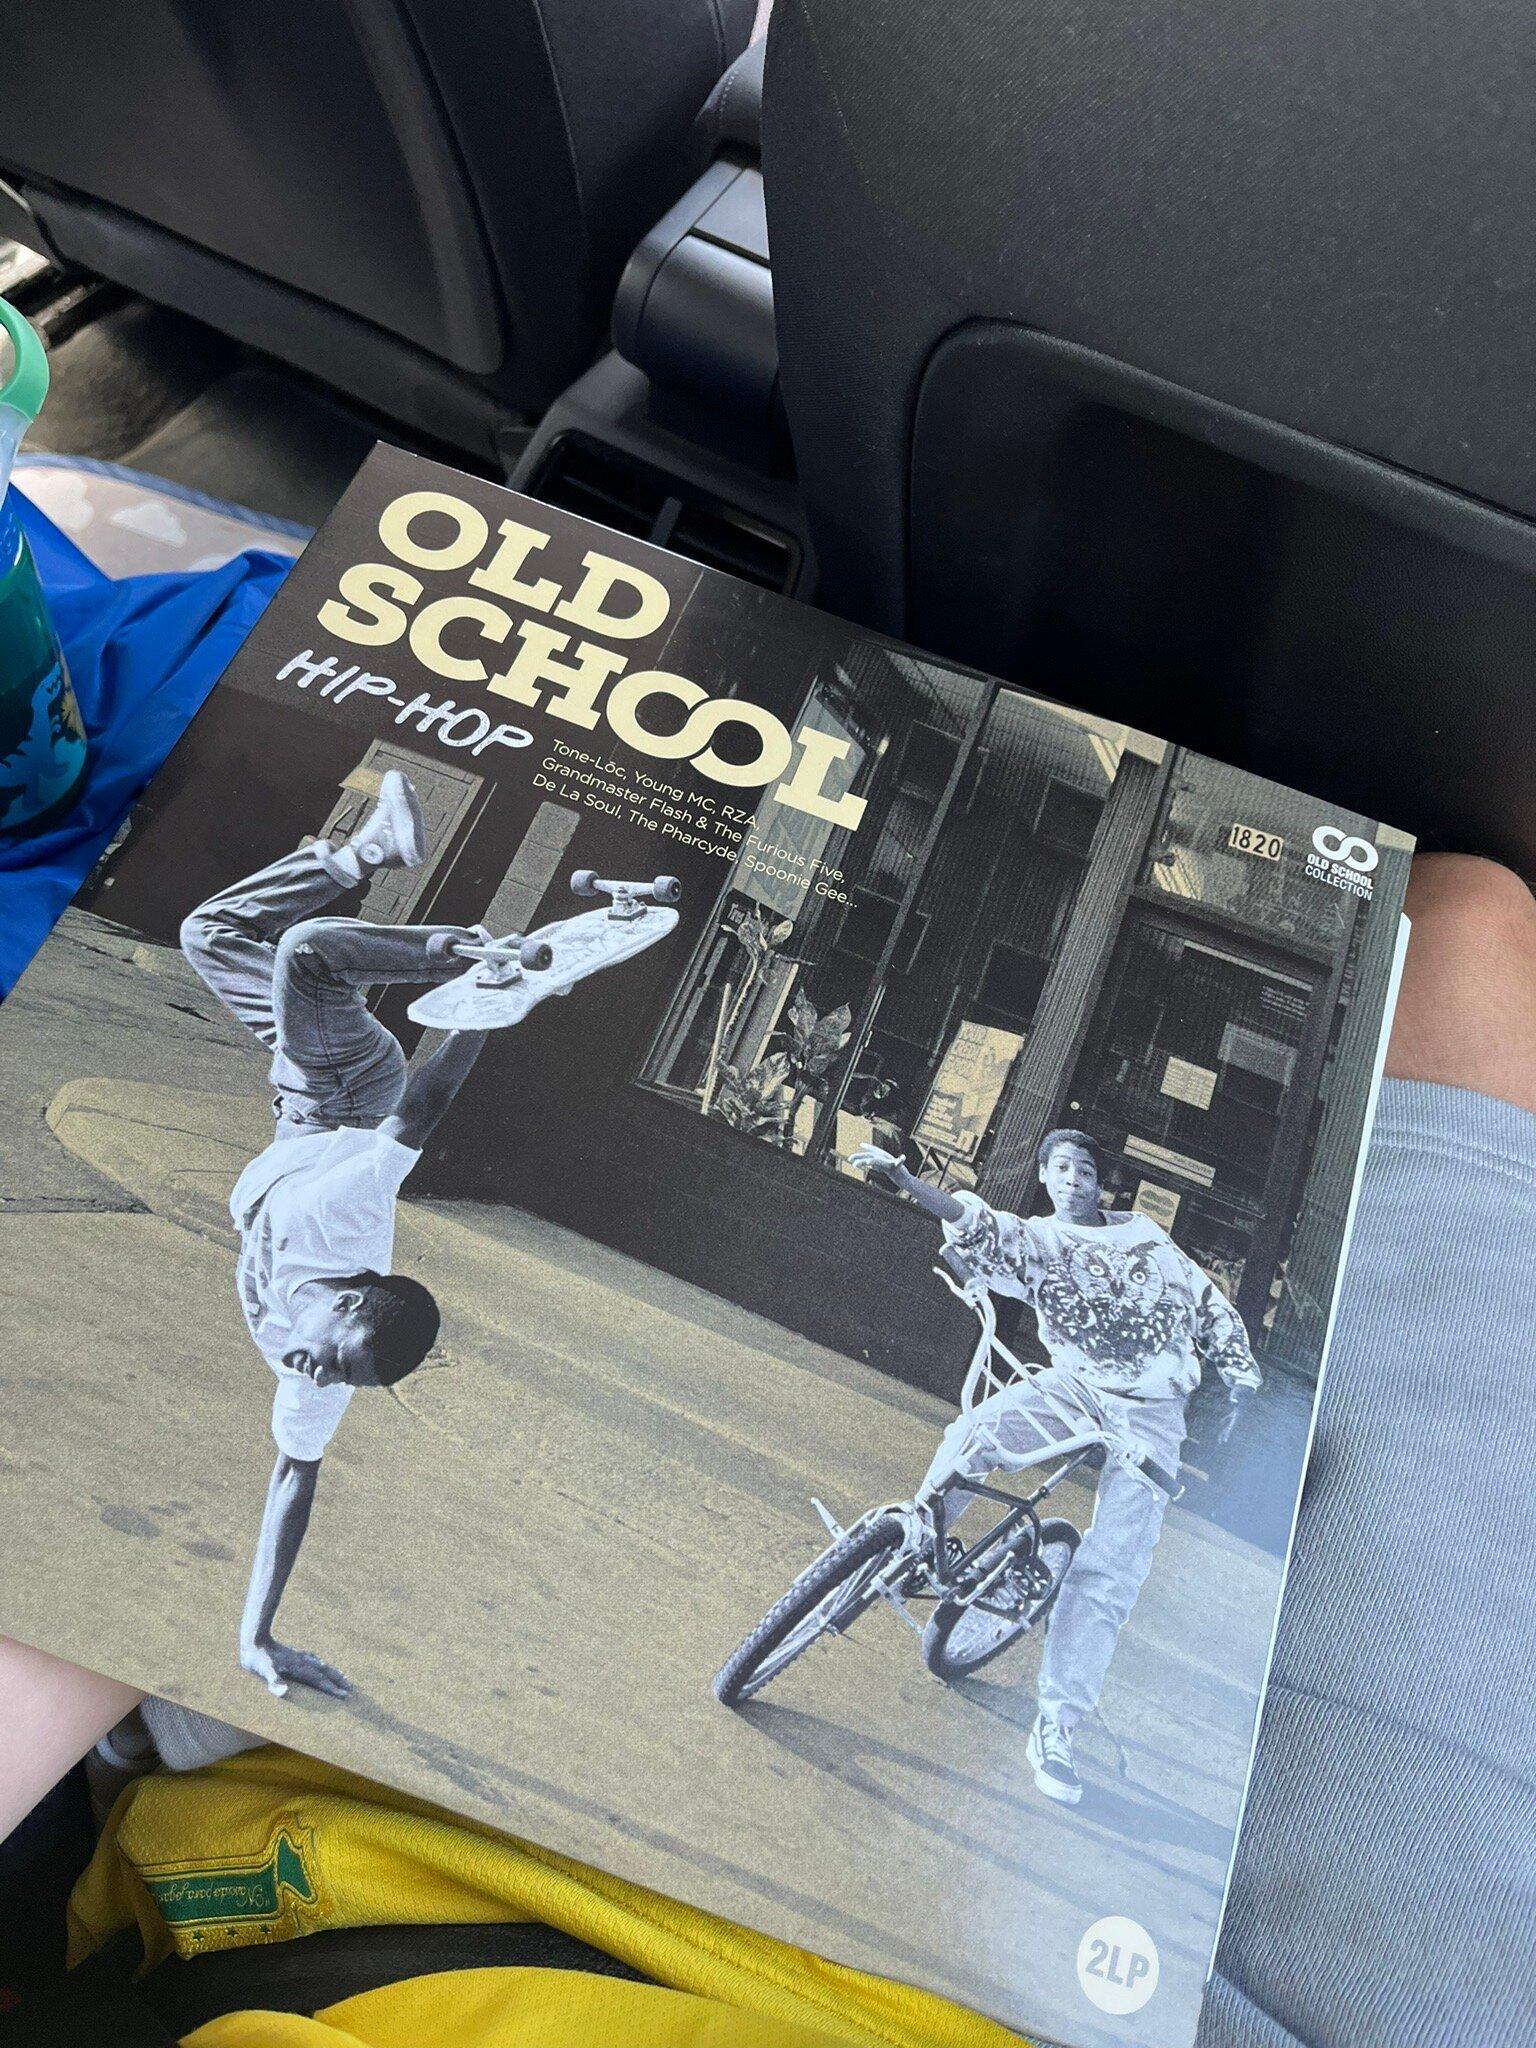 OLD
SCHOOL
HIP-HOP
Tone-Lōc, Young MC, RZA,
Grandmaster Flash & The Furious Five,
De La Soul, The Pharcyde, Spoonie Gee...
1820
OLD SCHOOL
COLLECTION
2LP